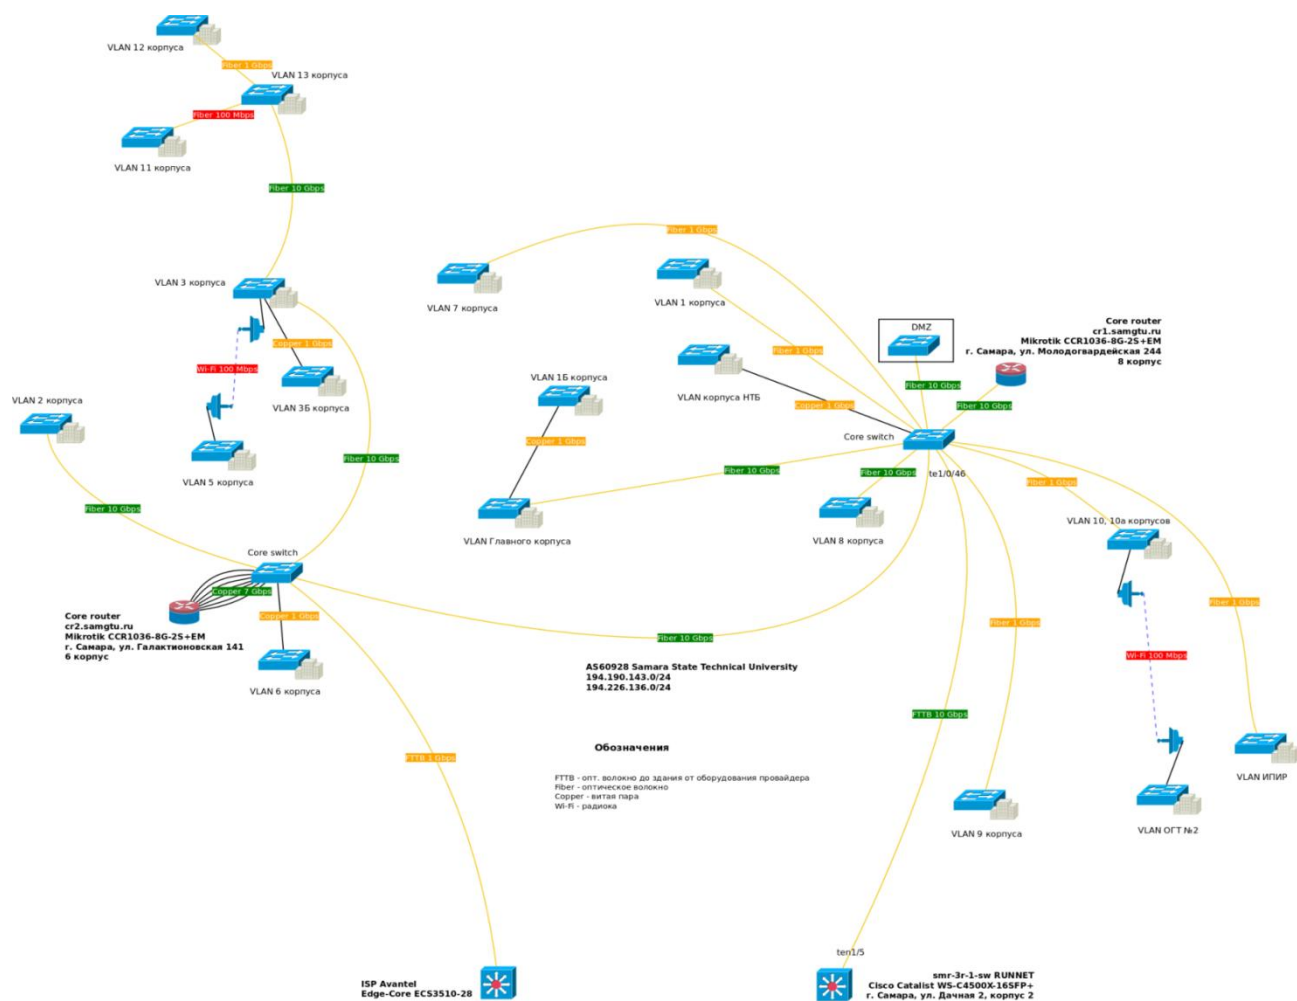 VLAN 12 корпуса
Fiber 1 Gbps
VLAN 13 корпуса
Fiber 100 Mbps
VLAN 11 корпуса
Fiber 10 Gbps
VLAN 3 корпуса
Copper 1 Gbps
Wi-Fi 100 Mbps
VLAN 3Б корпуса
VLAN 2 корпуса
VLAN 5 корпуса
Fiber 10 Gbps
Fiber 10 Gbps
Core switch
Copper 7 Gbps
Copper 1 Gbps
Core router
cr2.samgtu.ru
Mikrotik CCR1036-8G-2S+EM
г. Самара, ул. Галактионовская 141
6 корпус
VLAN 6 корпуса
FTTB 1 Gbps
ISP Avantel
Edge-Core ECS3510-28
Fiber 1 Gbps
VLAN 7 корпуса
VLAN 1 корпуса
Fiber 1 Gbps
DMZ
Core router
cr1.samgtu.ru
Mikrotik CCR1036-8G-2S+EM
г. Самара, ул. Молодогвардейская 244
8 корпус
Fiber 10 Gbps
Fiber 10 Gbps
VLAN 1Б корпуса
VLAN корпуса НТБ
Copper 1 Gbps
Copper 1 Gbps
Core switch
te1/0/46
Fiber 10 Gbps
Fiber 10 Gbps
Fiber 1 Gbps
VLAN Главного корпуса
VLAN 8 корпуса
VLAN 10, 10а корпусов
Fiber 1 Gbps
Fiber 1 Gbps
Fiber 10 Gbps
Wi-Fi 100 Mbps
AS60928 Samara State Technical University
194.190.143.0/24
194.226.136.0/24
FTTB 10 Gbps
Обозначения
FTTB - опт. волокно до здания от оборудования провайдера
Fiber - оптическое волокно
Copper - витая пара
Wi-Fi - радиока
VLAN ИПИР
VLAN 9 корпуса
VLAN ОГТ №2
ten1/5
smr-3r-1-sw RUNNET
Cisco Catalist WS-C4500X-16SFP+
г. Самара, ул. Дачная 2, корпус 2